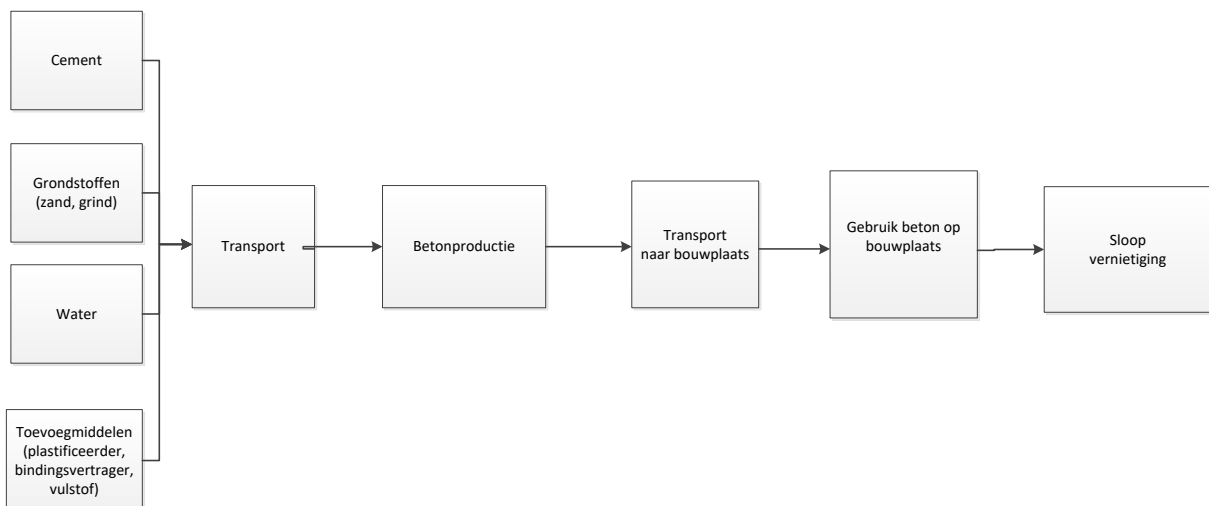 Cement
Grondstoffen
(zand, grind)
Water
Toevoegmiddelen
(plastificeerder,
bindingsvertrager,
vulstof)
Transport
Betonproductie
Transport
naar bouwplaats
Gebruik beton op
bouwplaats
Sloop
vernietiging